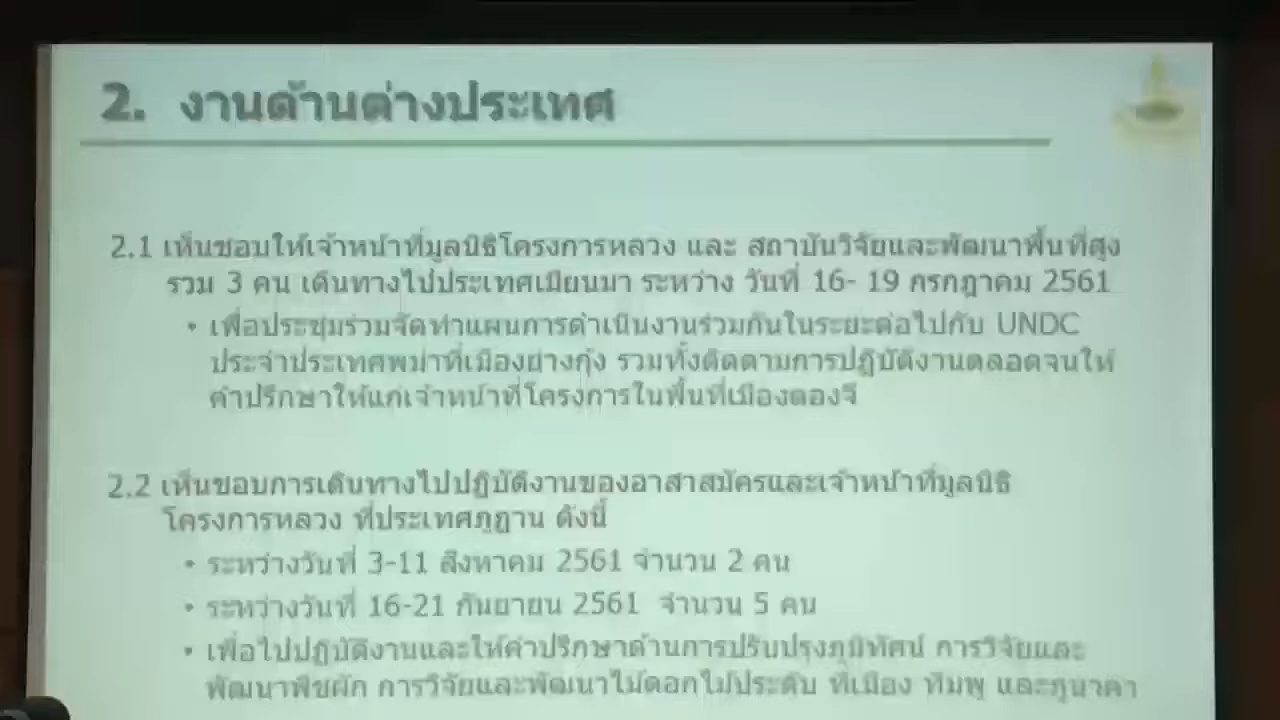 2. งานด้านต่างประเทศ
2.1 เห็นชอบให้เจ้าหน้าที่มูลนิธิโครงการหลวง และ สถาบันวิจัยและพัฒนาพื้นที่สูง
รวม 3 คน เดินทางไปประเทศเมียนมา ระหว่าง วันที่ 16- 19 กรกฎาคม 2561
• เพื่อประชุมร่วมจัดทำแผนการดำเนินงานร่วมกันในระยะต่อไปกับ UNDC
ประจำประเทศพม่าที่เมืองย่างกุ้ง รวมทั้งติดตามการปฏิบัติงานตลอดจนให้
คำปรึกษาให้แก่เจ้าหน้าที่โครงการในพื้นที่เมืองตองจี
2.2 เห็นชอบการเดินทางไปปฏิบัติงานของอาสาสมัครและเจ้าหน้าที่มูลนิธิ
โครงการหลวง ที่ประเทศภูฏาน ดังนี้
• ระหว่างวันที่ 3-11 สิงหาคม 2561 จำนวน 2 คน
• ระหว่างวันที่ 16-21 กันยายน 2561 จำนวน 5 คน
• เพื่อไปปฏิบัติงานและให้คำปรึกษาด้านการปรับปรุงภูมิทัศน์ การวิจัยและ
พัฒนาพืชผัก การวิจัยและพัฒนาไม้ดอกไม้ประดับ ที่เมือง ทิมพู และภูนาคา